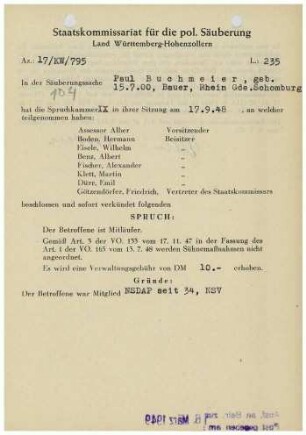 Staatskommissariat für die pol. Säuberung
Land Württemberg-Hohenzollern
Az. 17/KW/795 L: 235
In der Säuberungssache Paul Buchmeier, geb.
15.7.00, Bauer, Rhein Gde.Schomburg
104
hat die Spruchkammer IX in ihrer Sitzung am 17.9.48 , an welcher
teilgenommen haben:
Assessor Alher Vorsitzender
Boden, Hermann Beisitzer
Eisele, Wilhelm "
Benz, Albert "
Fischer, Alexander "
Klett, Martin "
Dürr, Emil "
Götzendörfer, Friedrich, Vertreter des Staatskommissars
beschlossen und sofort verkündet folgenden
SPRUCH:
Der Betroffene ist Mitläufer.
Gemäß Art. 3 der VO. 133 vom 17. 11. 47 in der Fassung des
Art. 1 der VO. 165 vom 13. 7. 48 werden Sühnemaßnahmen nicht
angeordnet.
Es wird eine Verwaltungsgebühr von DM 10.- erhoben.
Gründe:
Der Betroffene war Mitglied NSDAP seit 34, NSV